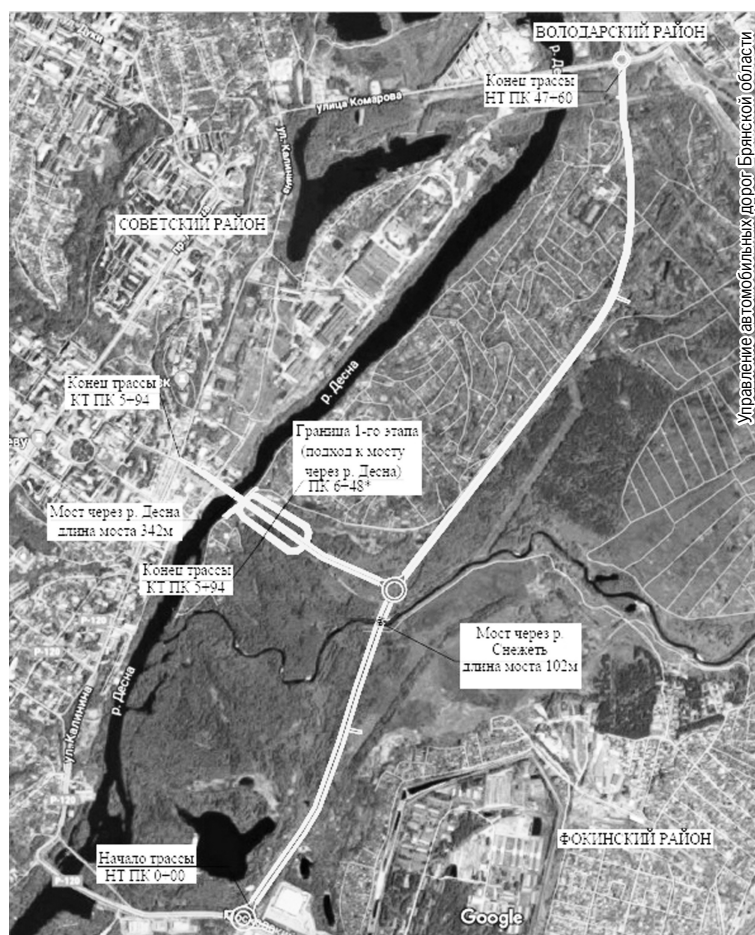 ВОЛОДАРСКИЙ РАЙОН
Управление автомобильных дорог Брянской области
Конец трассы
НТ ПК 47+60
улица Комарова
ул. Калинина
СОВЕТСКИЙ РАЙОН
р. Десна
Конец трассы
КТ ПК 5+94
Граница 1-го этапа
(подход к мосту
через р. Десна)
ПК 6+48*
Мост через р. Десна
длина моста 342м
Конец трассы
КТ ПК 5+94
Мост через р.
Снежеть
длина моста 102м
Р-120
Р-120
р. Десна
ул. Калинина
Р-120
ФОКИНСКИЙ РАЙОН
Начало трассы
НТ ПК 0+00
Р-120
Google